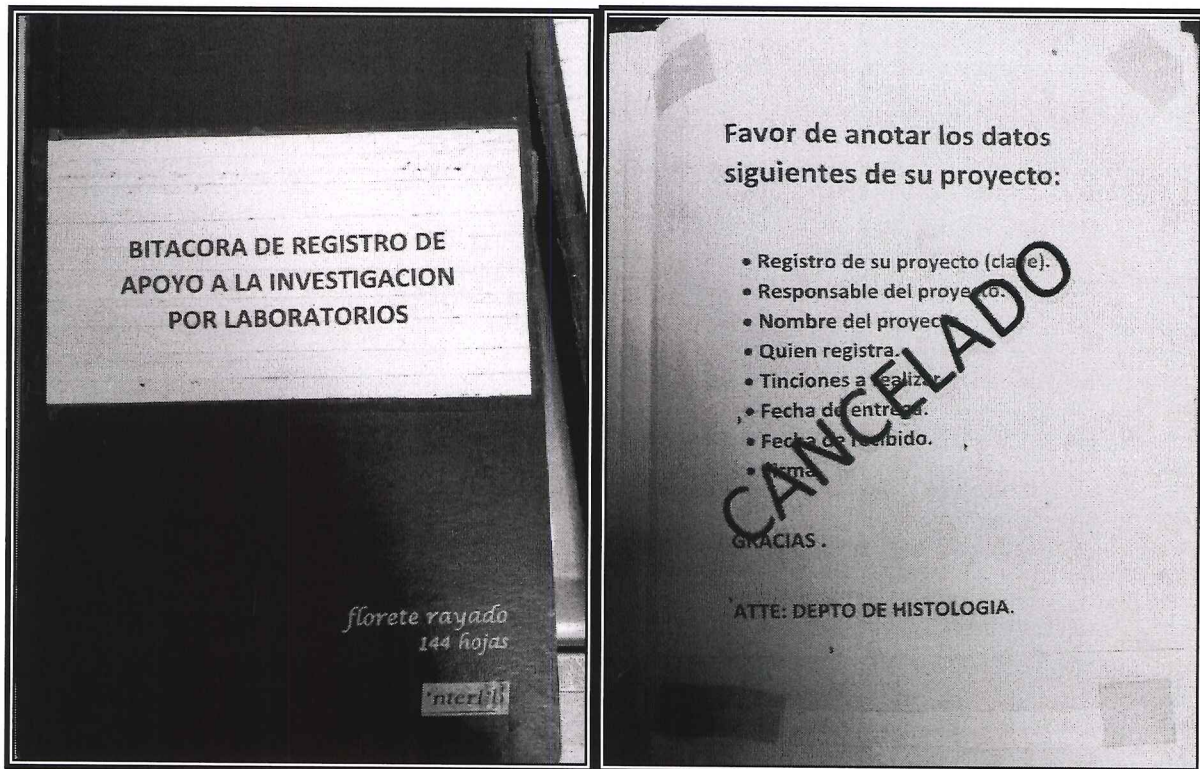 BITACORA DE REGISTRO DE
APOYO A LA INVESTIGACION
POR LABORATORIOS
florete rayado
144 hojas
Favor de anotar los datos
siguientes de su proyecto:
• Registro de su proyecto (clave).
• Responsable del proyecto.
• Nombre del proyec
• Quien registra.
• Tinciones a realizar.
• Fecha de entrega.
• Fecha de recibido.
• Firma
CANCELADO
GRACIAS .
ATTE: DEPTO DE HISTOLOGIA.